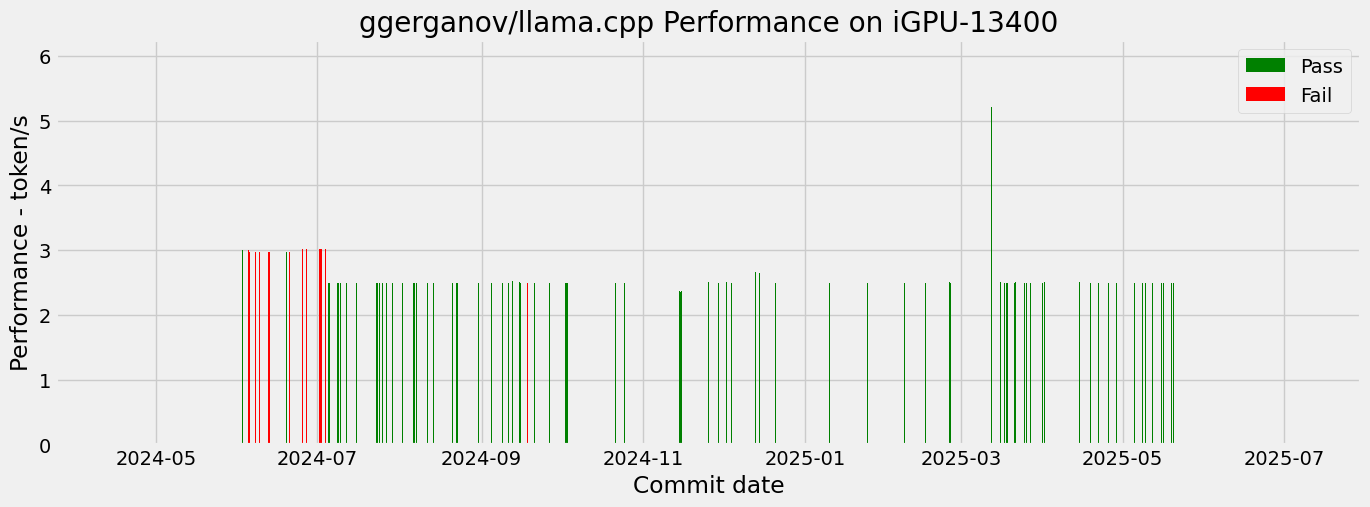 ggerganov/llama.cpp Performance on iGPU-13400
6
5
4
3
2
1
0
Performance - token/s
Pass
Fail
2024-05 2024-07 2024-09 2024-11 2025-01 2025-03 2025-05 2025-07
Commit date